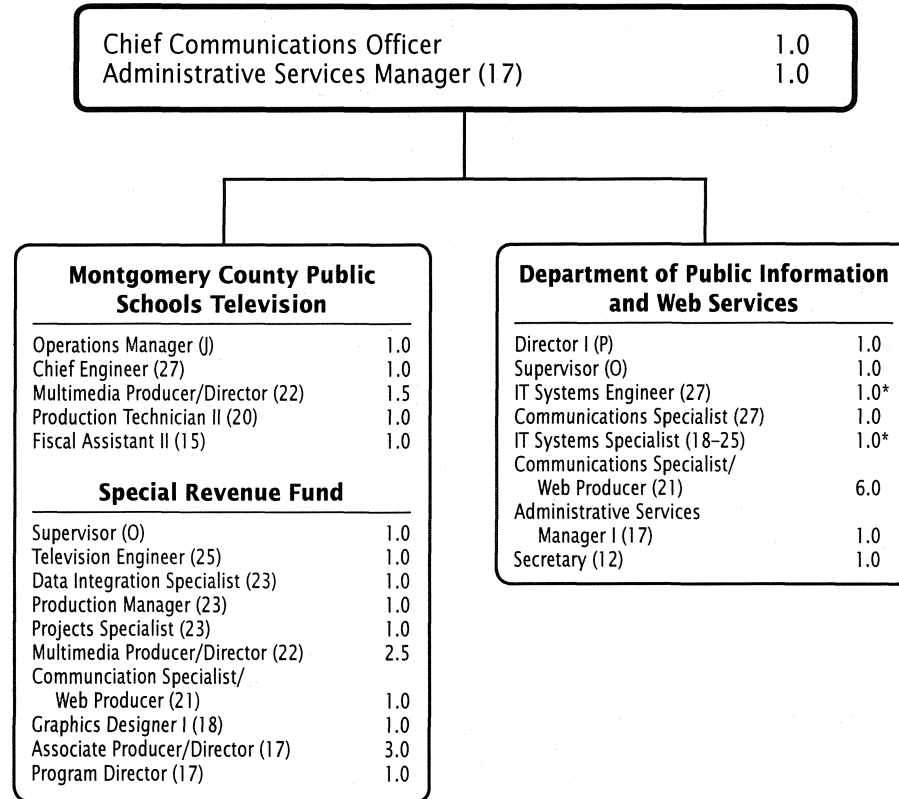 Chief Communications Officer 1.0
Administrative Services Manager (17) 1.0
Montgomery County Public
Schools Television
Operations Manager (J) 1.0
Chief Engineer (27) 1.0
Multimedia Producer/Director (22) 1.5
Production Technician II (20) 1.0
Fiscal Assistant II (15) 1.0
Special Revenue Fund
Supervisor (O) 1.0
Television Engineer (25) 1.0
Data Integration Specialist (23) 1.0
Production Manager (23) 1.0
Projects Specialist (23) 1.0
Multimedia Producer/Director (22) 2.5
Communciation Specialist/
Web Producer (21) 1.0
Graphics Designer I (18) 1.0
Associate Producer/Director (17) 3.0
Program Director (17) 1.0
Department of Public Information
and Web Services
Director I (P) 1.0
Supervisor (O) 1.0
IT Systems Engineer (27) 1.0*
Communications Specialist (27) 1.0
IT Systems Specialist (18–25) 1.0*
Communications Specialist/
Web Producer (21) 6.0
Administrative Services
Manager I (17) 1.0
Secretary (12) 1.0